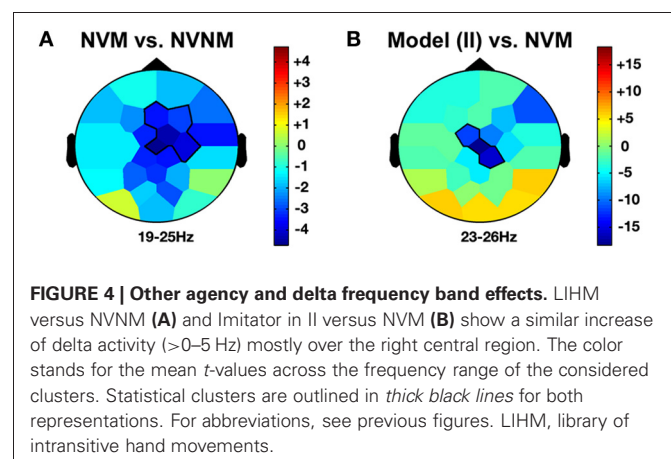 A NVM vs. NVNM
B Model (II) vs. NVM
+4
+3
+2
+1
0
-1
-2
-3
-4
19-25Hz
+15
+10
+5
0
-5
-10
-15
23-26Hz
FIGURE 4 | Other agency and delta frequency band effects. LIHM
versus NVNM (A) and Imitator in II versus NVM (B) show a similar increase
of delta activity (>0–5 Hz) mostly over the right central region. The color
stands for the mean t-values across the frequency range of the considered
clusters. Statistical clusters are outlined in thick black lines for both
representations. For abbreviations, see previous figures. LIHM, library of
intransitive hand movements.